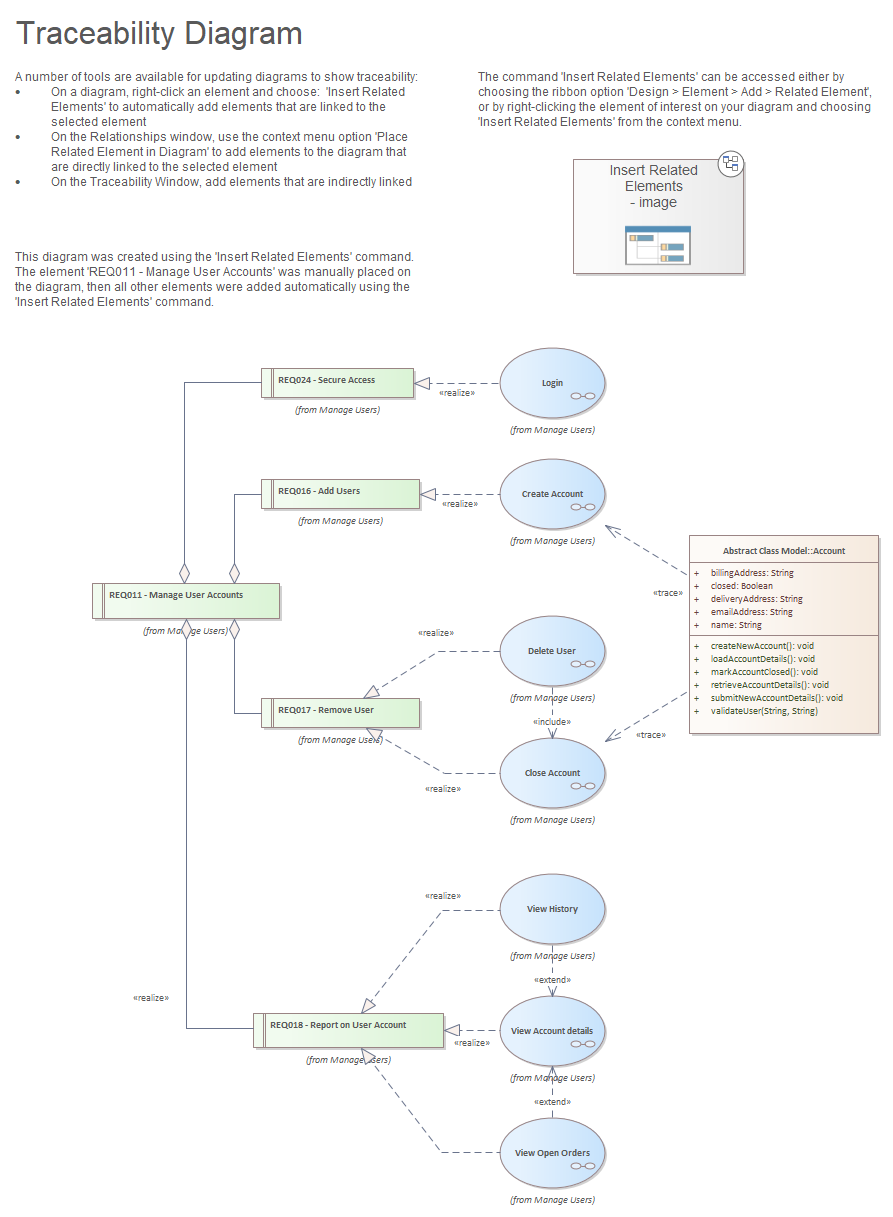 Traceability Diagram
A number of tools are available for updating diagrams to show traceability:
• On a diagram, right-click an element and choose: 'Insert Related
Elements' to automatically add elements that are linked to the
selected element
• On the Relationships window, use the context menu option 'Place
Related Element in Diagram' to add elements to the diagram that
are directly linked to the selected element
• On the Traceability Window, add elements that are indirectly linked
The command 'Insert Related Elements' can be accessed either by
choosing the ribbon option 'Design > Element > Add > Related Element',
or by right-clicking the element of interest on your diagram and choosing
'Insert Related Elements' from the context menu.
Insert Related
Elements
- image
This diagram was created using the 'Insert Related Elements' command.
The element 'REQ011 - Manage User Accounts' was manually placed on
the diagram, then all other elements were added automatically using the
'Insert Related Elements' command.
REQ024 - Secure Access
(from Manage Users)
«realize»
Login
(from Manage Users)
REQ016 - Add Users
(from Manage Users)
«realize»
Create Account
(from Manage Users)
Abstract Class Model::Account
+ billingAddress: String
+ closed: Boolean
+ deliveryAddress: String
+ emailAddress: String
+ name: String
+ createNewAccount(): void
+ loadAccountDetails(): void
+ markAccountClosed(): void
+ retrieveAccountDetails(): void
+ submitNewAccountDetails(): void
+ validateUser(String, String)
«trace»
«trace»
REQ011 - Manage User Accounts
(from Manage Users)
«realize»
Delete User
(from Manage Users)
«include»
REQ017 - Remove User
(from Manage Users)
«realize»
Close Account
(from Manage Users)
«realize»
View History
(from Manage Users)
«extend»
«realize»
REQ018 - Report on User Account
(from Manage Users)
«realize»
View Account details
(from Manage Users)
«extend»
View Open Orders
(from Manage Users)